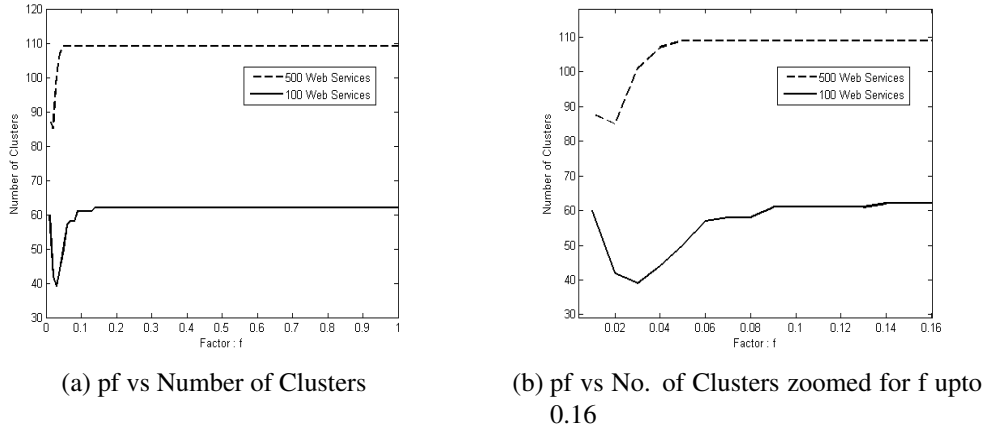 120
110
100
90
80
70
60
50
40
30
Number of Clusters
500 Web Services
100 Web Services
0 0.1 0.2 0.3 0.4 0.5 0.6 0.7 0.8 0.9 1
Factor : f
(a) pf vs Number of Clusters
110
100
90
80
70
60
50
40
30
Number of Clusters
500 Web Services
100 Web Services
0.02 0.04 0.06 0.08 0.1 0.12 0.14 0.16
Factor : f
(b) pf vs No. of Clusters zoomed for f upto
0.16